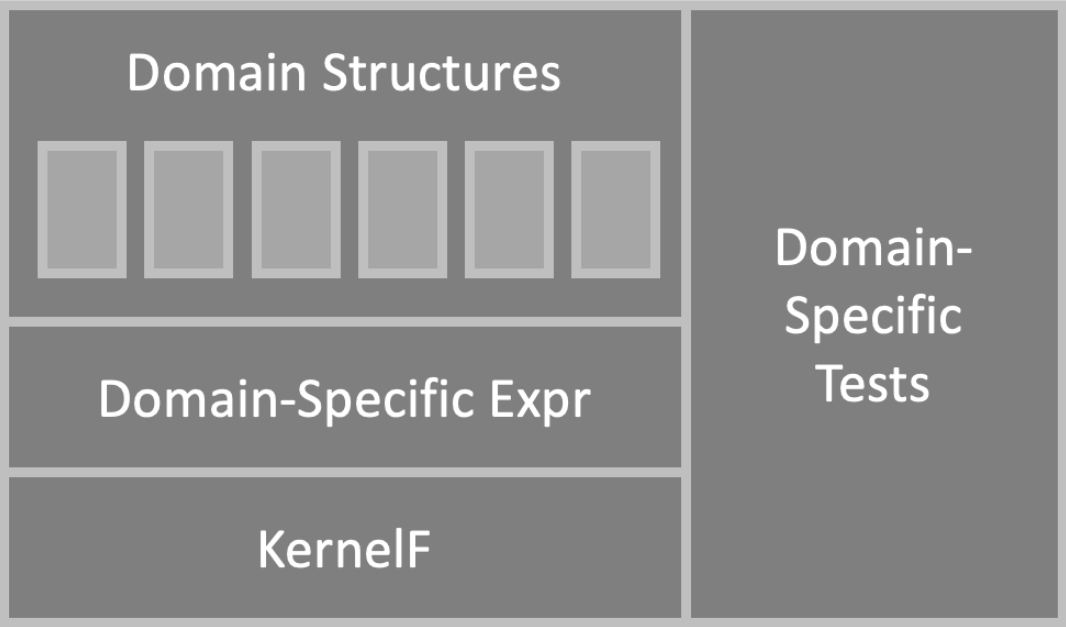 Domain Structures
Domain-Specific Expr
KernelF
Domain-
Specific
Tests